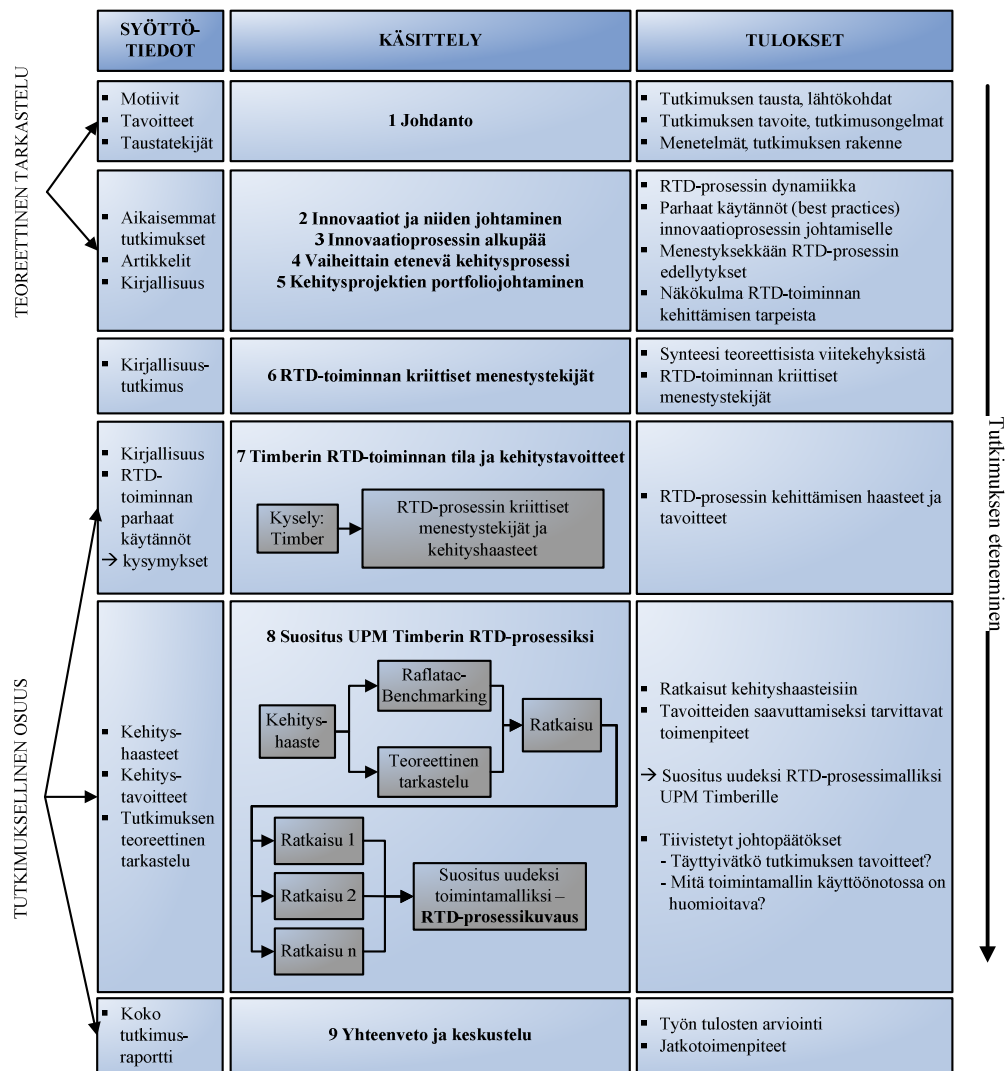 SYÖTTÖ-
TIEDOT
KÄSITTELY
TULOKSET
TEOREETTINEN TARKASTELU
▪ Motiivit
▪ Tavoitteet
▪ Taustatekijät
1 Johdanto
▪ Tutkimuksen tausta, lähtökohdat
▪ Tutkimuksen tavoite, tutkimusongelmat
▪ Menetelmät, tutkimuksen rakenne
▪ Aikaisemmat
tutkimukset
▪ Artikkelit
▪ Kirjallisuus
2 Innovaatiot ja niiden johtaminen
3 Innovaatioprosessin alkupää
4 Vaiheittain etenevä kehitysprosessi
5 Kehitysprojektien portfoliojohtaminen
▪ RTD-prosessin dynamiikka
▪ Parhaat käytännöt (best practices)
innovaatioprosessin johtamiselle
▪ Menestyksekkään RTD-prosessin
edellytykset
▪ Näkökulma RTD-toiminnan
kehittämisen tarpeista
▪ Kirjallisuus-
tutkimus
6 RTD-toiminnan kriittiset menestystekijät
▪ Synteesi teoreettisista viitekehyksistä
▪ RTD-toiminnan kriittiset
menestystekijät
Tutkimuksen eteneminen
TUTKIMUKSELLINEN OSUUS
▪ Kirjallisuus
▪ RTD-
toiminnan
parhaat
käytännöt
→ kysymykset
7 Timberin RTD-toiminnan tila ja kehitystavoitteet
Kysely:
Timber
RTD-prosessin kriittiset
menestystekijät ja
kehityshaasteet
▪ RTD-prosessin kehittämisen haasteet ja
tavoitteet
▪ Kehitys-
haasteet
▪ Kehitys-
tavoitteet
▪ Tutkimuksen
teoreettinen
tarkastelu
8 Suositus UPM Timberin RTD-prosessiksi
Kehitys-
haaste
Raflatac-
Benchmarking
Teoreettinen
tarkastelu
Ratkaisu
Ratkaisu 1
Ratkaisu 2
Ratkaisu n
Suositus uudeksi
toimintamalliksi –
RTD-prosessikuvaus
▪ Ratkaisut kehityshaasteisiin
▪ Tavoitteiden saavuttamiseksi tarvittavat
toimenpiteet
→ Suositus uudeksi RTD-prosessimalliksi
UPM Timberille
▪ Tiivistetyt johtopäätökset
- Täyttyivätkö tutkimuksen tavoitteet?
- Mitä toimintamallin käyttöönotossa on
huomioitava?
▪ Koko
tutkimus-
raportti
9 Yhteenveto ja keskustelu
▪ Työn tulosten arviointi
▪ Jatkotoimenpiteet